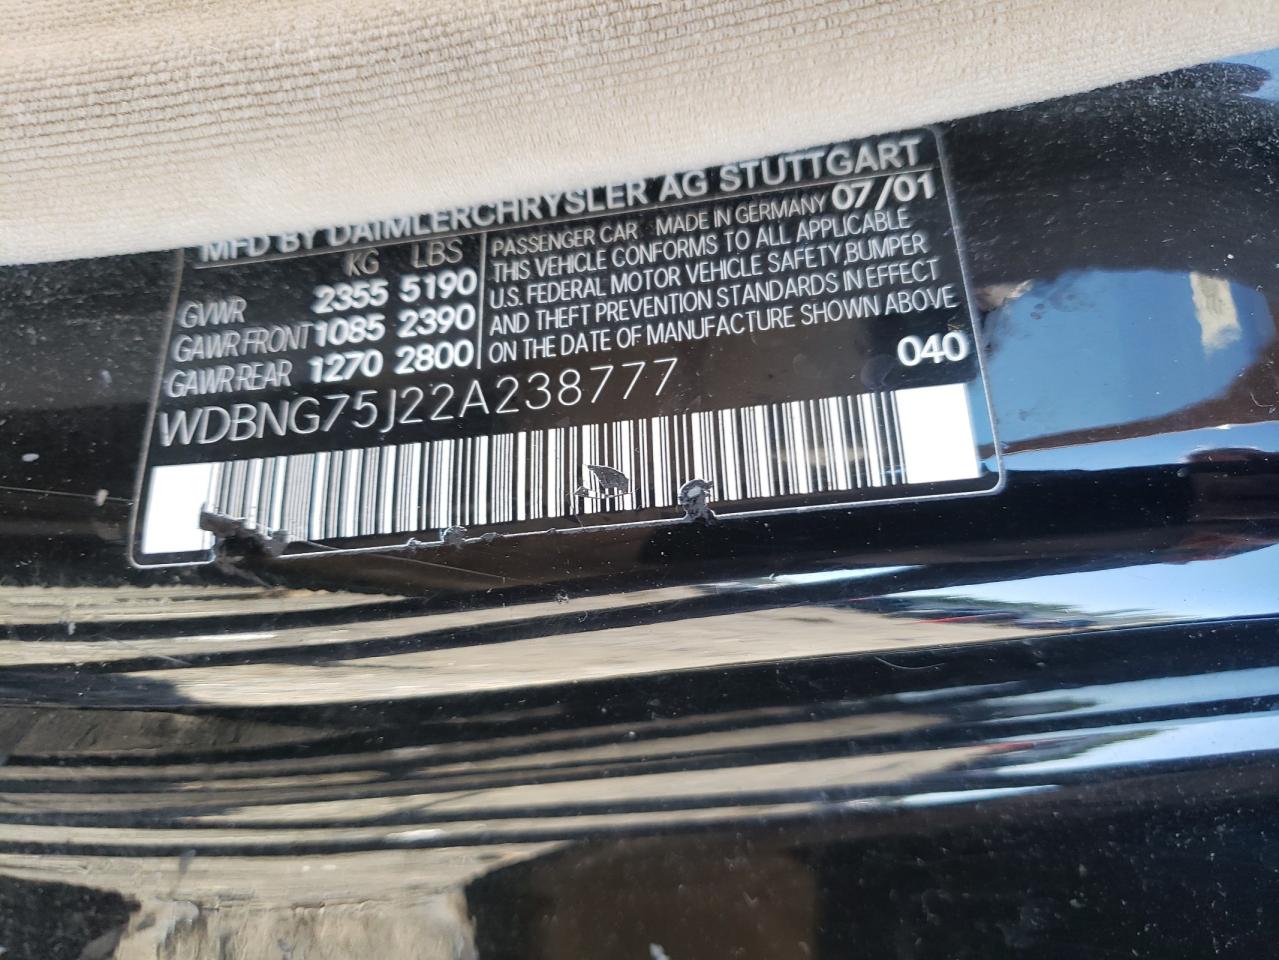 MFD BY DAIMLERCHRYSLER AG STUTTGART
KG LBS
GVWR 2355 5190
GAWR FRONT 1085 2390
GAWR REAR 1270 2800
PASSENGER CAR MADE IN GERMANY 07/01
THIS VEHICLE CONFORMS TO ALL APPLICABLE
U.S. FEDERAL MOTOR VEHICLE SAFETY,BUMPER
AND THEFT PREVENTION STANDARDS IN EFFECT
ON THE DATE OF MANUFACTURE SHOWN ABOVE
WDBNG75J22A238777
040